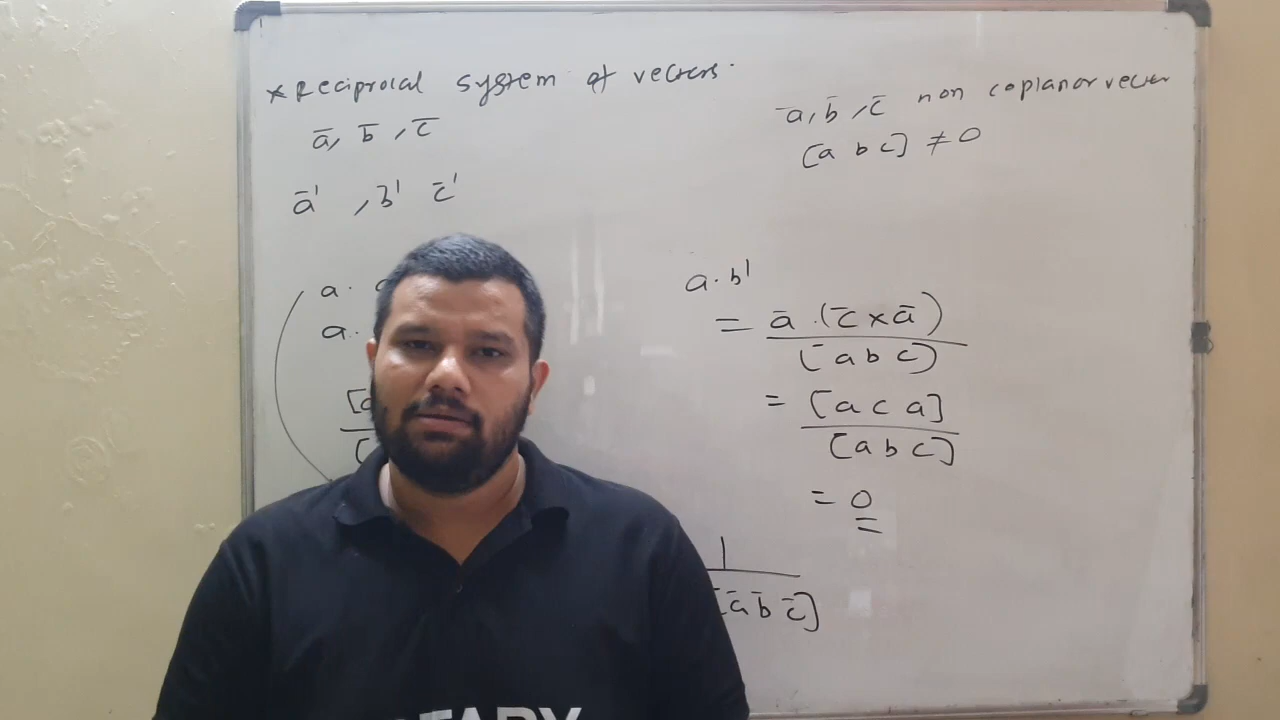 * Reciprocal system of vectors.
a̅, b̅, c̅
a̅', b̅' c̅'
a̅, b̅, c̅ non coplanar vector
[a b c] ≠ 0
a.
a.
[a
[
a. b'
= a̅ . (c̅ × a̅)
[a b c]
= [a c a]
[a b c]
= 0
1
[a̅ b̅ c̅]